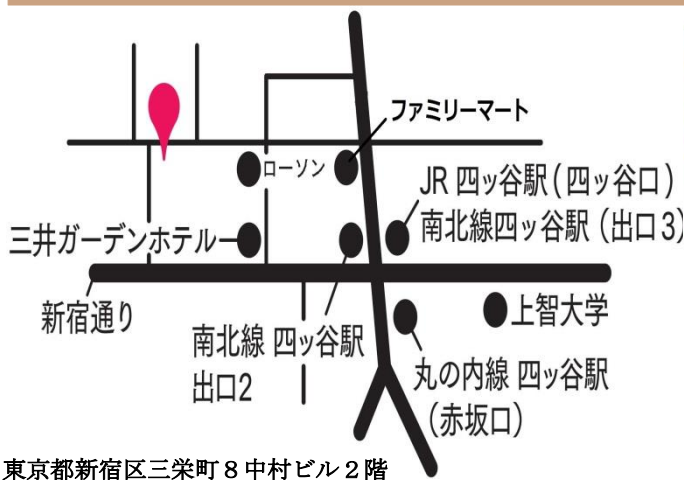 ファミリーマート
ローソン
JR 四ッ谷駅(四ッ谷口)
南北線四ッ谷駅(出口3)
三井ガーデンホテル
新宿通り
南北線 四ッ谷駅
出口2
上智大学
丸の内線 四ッ谷駅
(赤坂口)
東京都新宿区三栄町8中村ビル2階